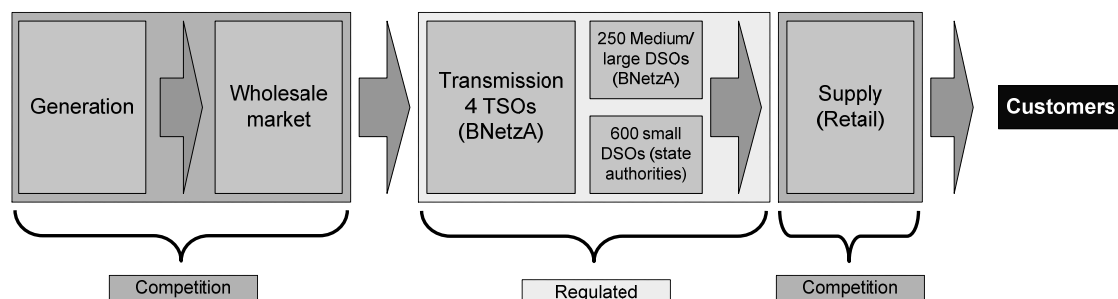 Generation
Wholesale
market
Transmission
4 TSOs
(BNetzA)
250 Medium/
large DSOs
(BNetzA)
600 small
DSOs (state
authorities)
Supply
(Retail)
Customers
Competition
Regulated
Competition